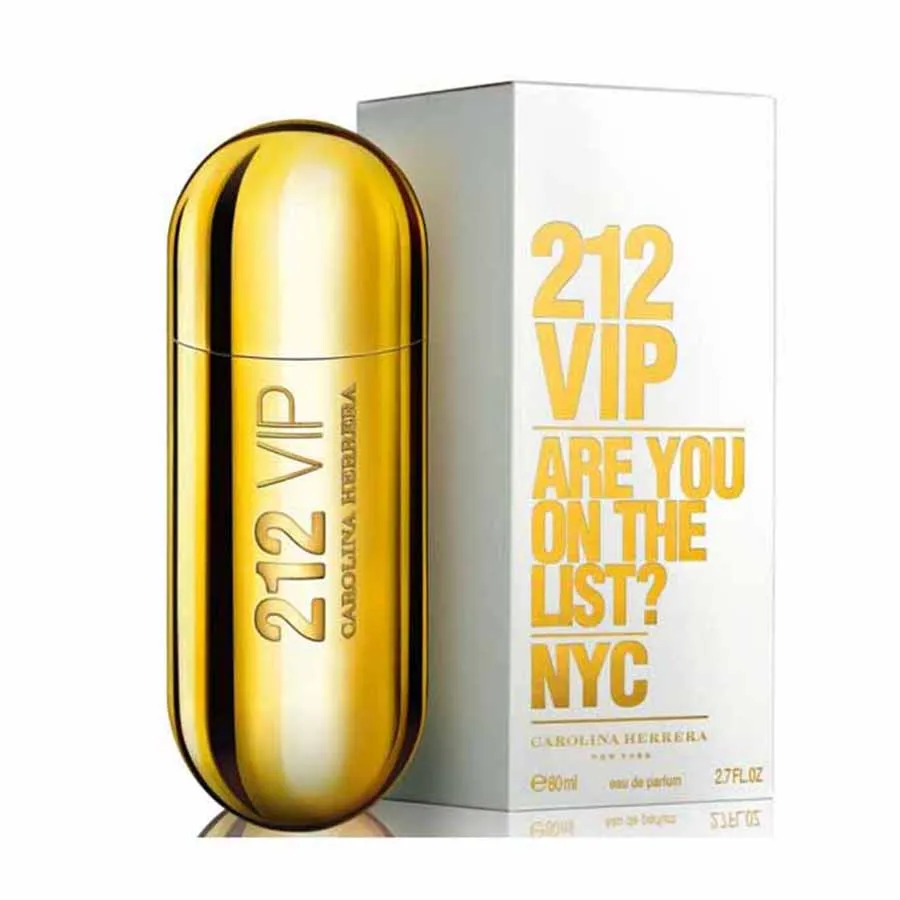 212 VIP
CAROLINA HERRERA
212
VIP
ARE YOU
ON THE
LIST?
NYC
CAROLINA HERRERA
NEW YORK
℮80ml eau de parfum 2.7FL.OZ